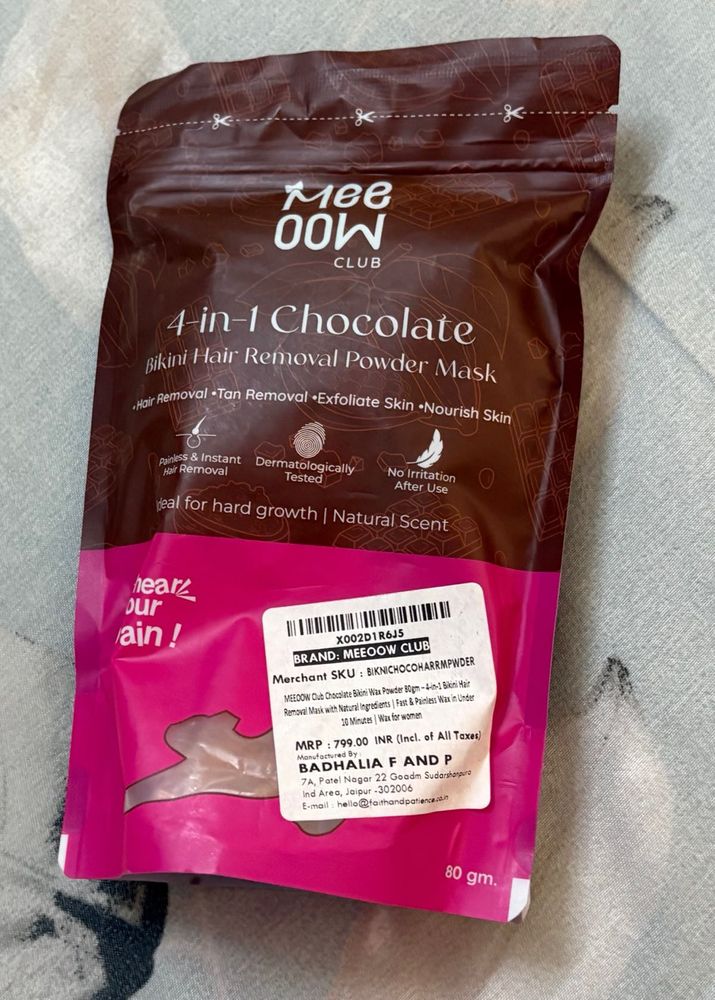 Mee
OOW
CLUB
4-in-1 Chocolate
Bikini Hair Removal Powder Mask
•Hair Removal •Tan Removal •Exfoliate Skin •Nourish Skin
Painless & Instant
Hair Removal
Dermatologically
Tested
No Irritation
After Use
Ideal for hard growth | Natural Scent
hear
our
ain !
X002D1R6J5
BRAND: MEEOOW CLUB
Merchant SKU : BIKNICHOCOHARRMPWDER
MEEOOW Club Chocolate Bikini Wax Powder 80gm – 4-in-1 Bikini Hair
Removal Mask with Natural Ingredients | Fast & Painless Wax in Under
10 Minutes | Wax for women
MRP : 799.00 INR (Incl. of All Taxes)
Manufactured By:
BADHALIA F AND P
7A, Patel Nagar 22 Goadm Sudarshanpura
Ind Area, Jaipur -302006
E-mail : hello@faithandpatience.co.in
80 gm.